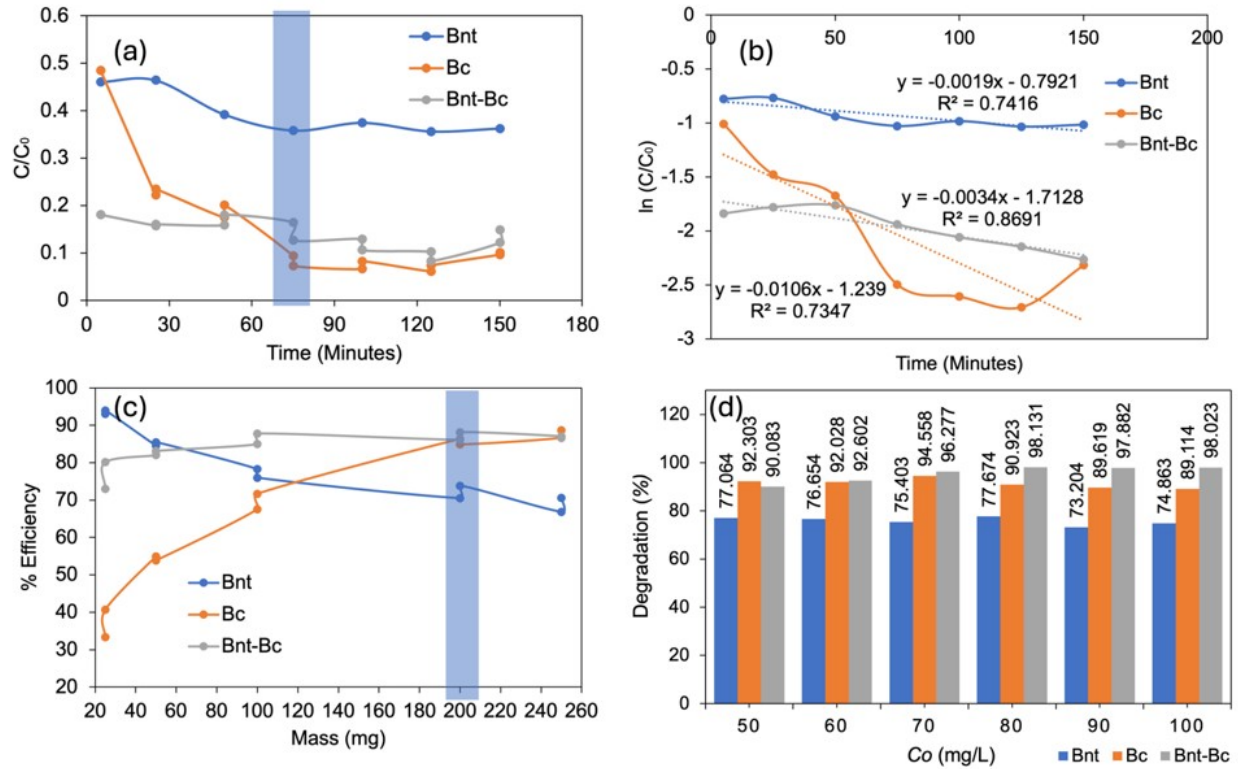 (a)
0.6
0.5
0.4
0.3
0.2
0.1
0
C/C₀
Bnt
Bc
Bnt-Bc
0 30 60 90 120 150 180
Time (Minutes)
(b)
0 50 100 150 200
0
-0.5
-1
-1.5
-2
-2.5
-3
ln (C/C₀)
y = -0.0019x - 0.7921
R² = 0.7416
Bnt
Bc
Bnt-Bc
y = -0.0034x - 1.7128
R² = 0.8691
y = -0.0106x - 1.239
R² = 0.7347
Time (Minutes)
(c)
100
90
80
70
60
50
40
30
20
% Efficiency
Bnt
Bc
Bnt-Bc
20 40 60 80 100 120 140 160 180 200 220 240 260
Mass (mg)
(d)
120
100
80
60
40
20
0
Degradation (%)
77.064 92.303 90.083
76.654 92.028 92.602
75.403 94.558 96.277
77.674 90.923 98.131
73.204 89.619 97.882
74.863 89.114 98.023
50 60 70 80 90 100
Co (mg/L)
Bnt Bc Bnt-Bc